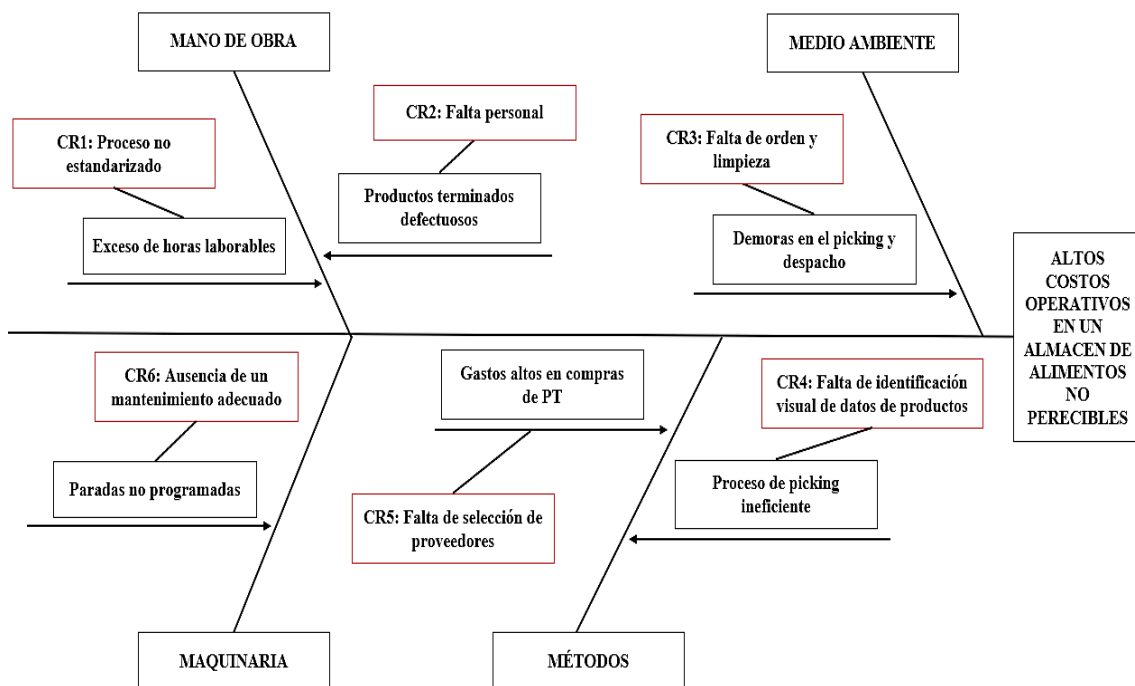 MANO DE OBRA
MEDIO AMBIENTE
CR2: Falta personal
CR1: Proceso no
estandarizado
CR3: Falta de orden y
limpieza
Productos terminados
defectuosos
Exceso de horas laborables
Demoras en el picking y
despacho
ALTOS
COSTOS
OPERATIVOS
EN UN
ALMACEN DE
ALIMENTOS
NO
PERECIBLES
CR6: Ausencia de un
mantenimiento adecuado
Gastos altos en compras
de PT
CR4: Falta de identificación
visual de datos de productos
Paradas no programadas
CR5: Falta de selección de
proveedores
Proceso de picking
ineficiente
MAQUINARIA
MÉTODOS